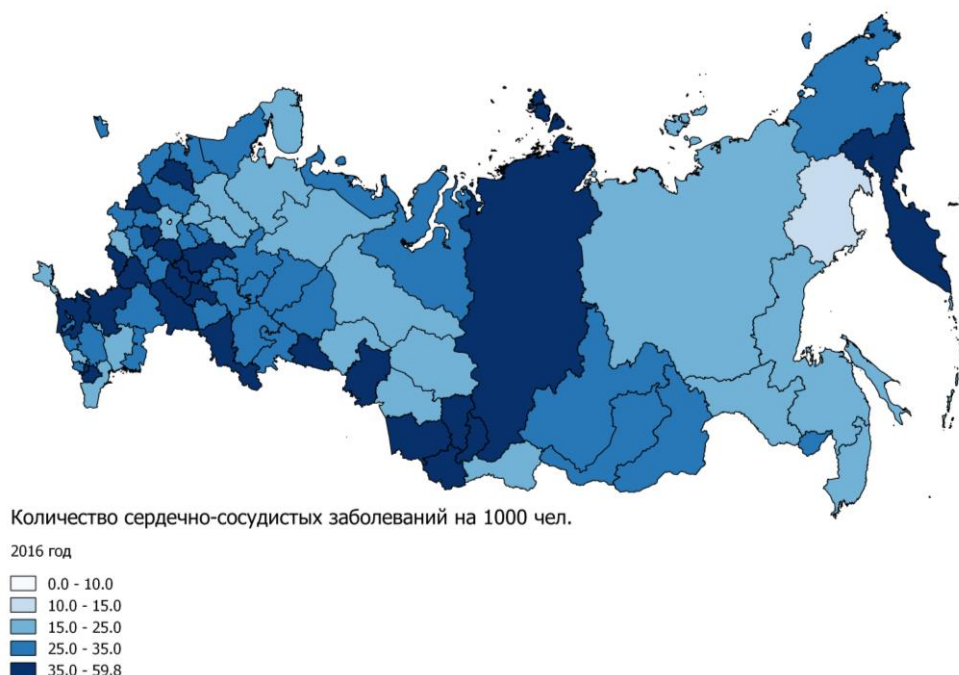 Количество сердечно-сосудистых заболеваний на 1000 чел.
2016 год
0.0 - 10.0
10.0 - 15.0
15.0 - 25.0
25.0 - 35.0
35.0 - 59.8